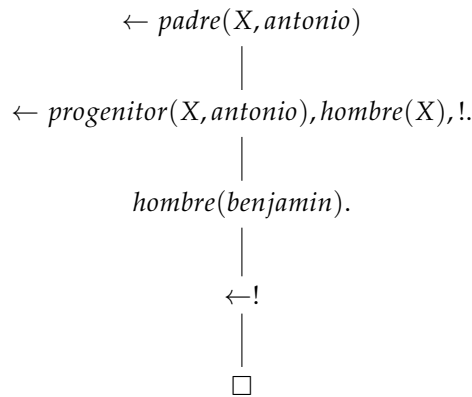 ← padre(X, antonio)
← progenitor(X, antonio), hombre(X), !.
hombre(benjamin).
←!
□